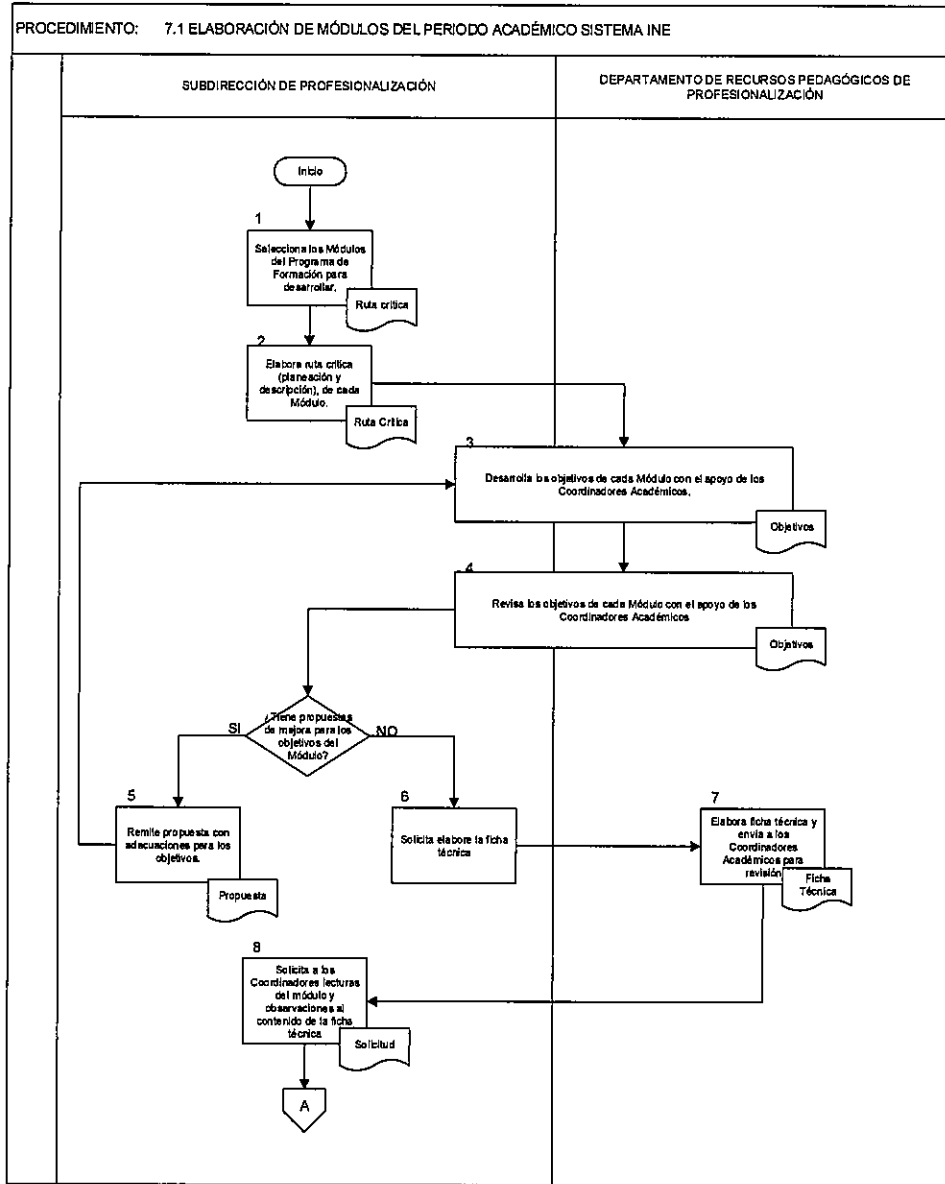 PROCEDIMIENTO: 7.1 ELABORACIÓN DE MÓDULOS DEL PERIODO ACADÉMICO SISTEMA INE
SUBDIRECCIÓN DE PROFESIONALIZACIÓN
DEPARTAMENTO DE RECURSOS PEDAGÓGICOS DE
PROFESIONALIZACIÓN
Inicio
1
Selecciona los Módulos
del Programa de
Formación para
desarrollar.
Ruta crítica
2
Elabora ruta crítica
(planeación y
descripción), de cada
Módulo.
Ruta Crítica
3
Desarrolla los objetivos de cada Módulo con el apoyo de los
Coordinadores Académicos.
Objetivos
4
Revisa los objetivos de cada Módulo con el apoyo de los
Coordinadores Académicos
Objetivos
¿Tiene propuestas
de mejora para los
objetivos del
Módulo?
SI
NO
5
Remite propuesta con
adecuaciones para los
objetivos.
Propuesta
6
Solicita elabore la ficha
técnica
7
Elabora ficha técnica y
envía a los
Coordinadores
Académicos para
revisión
Ficha
Técnica
8
Solicita a los
Coordinadores lecturas
del módulo y
observaciones al
contenido de la ficha
técnica
Solicitud
A